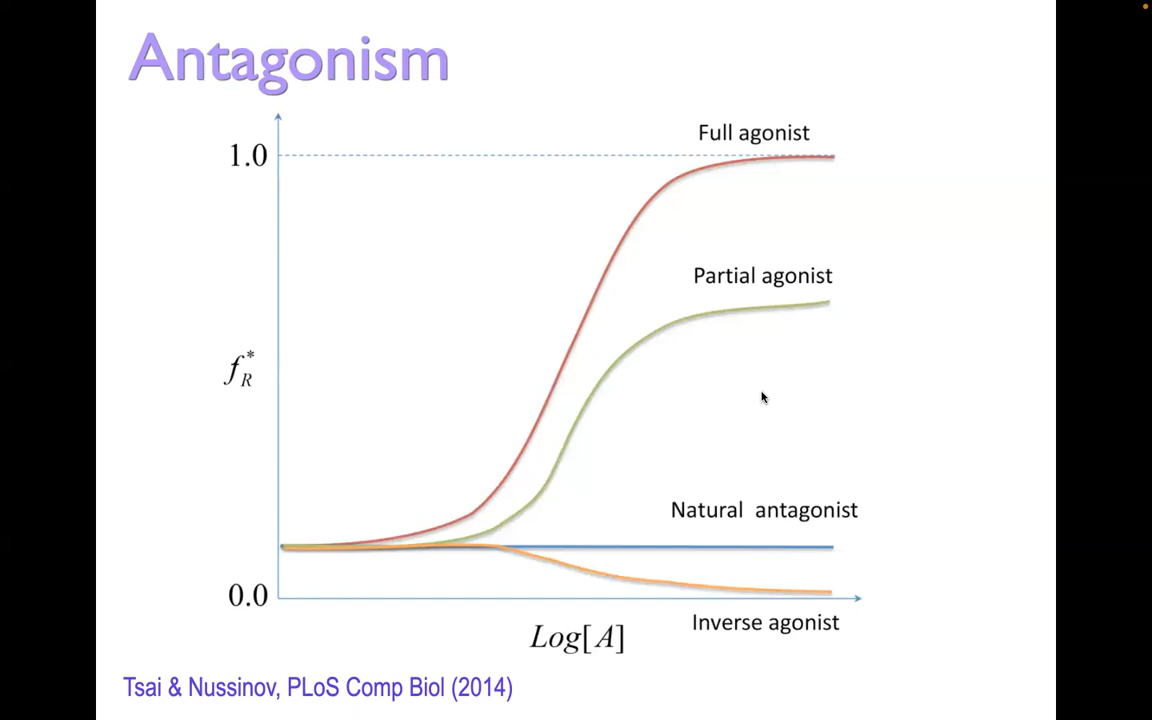 Antagonism
Full agonist
1.0
Partial agonist
f*R
Natural antagonist
0.0
Inverse agonist
Log[A]
Tsai & Nussinov, PLoS Comp Biol (2014)